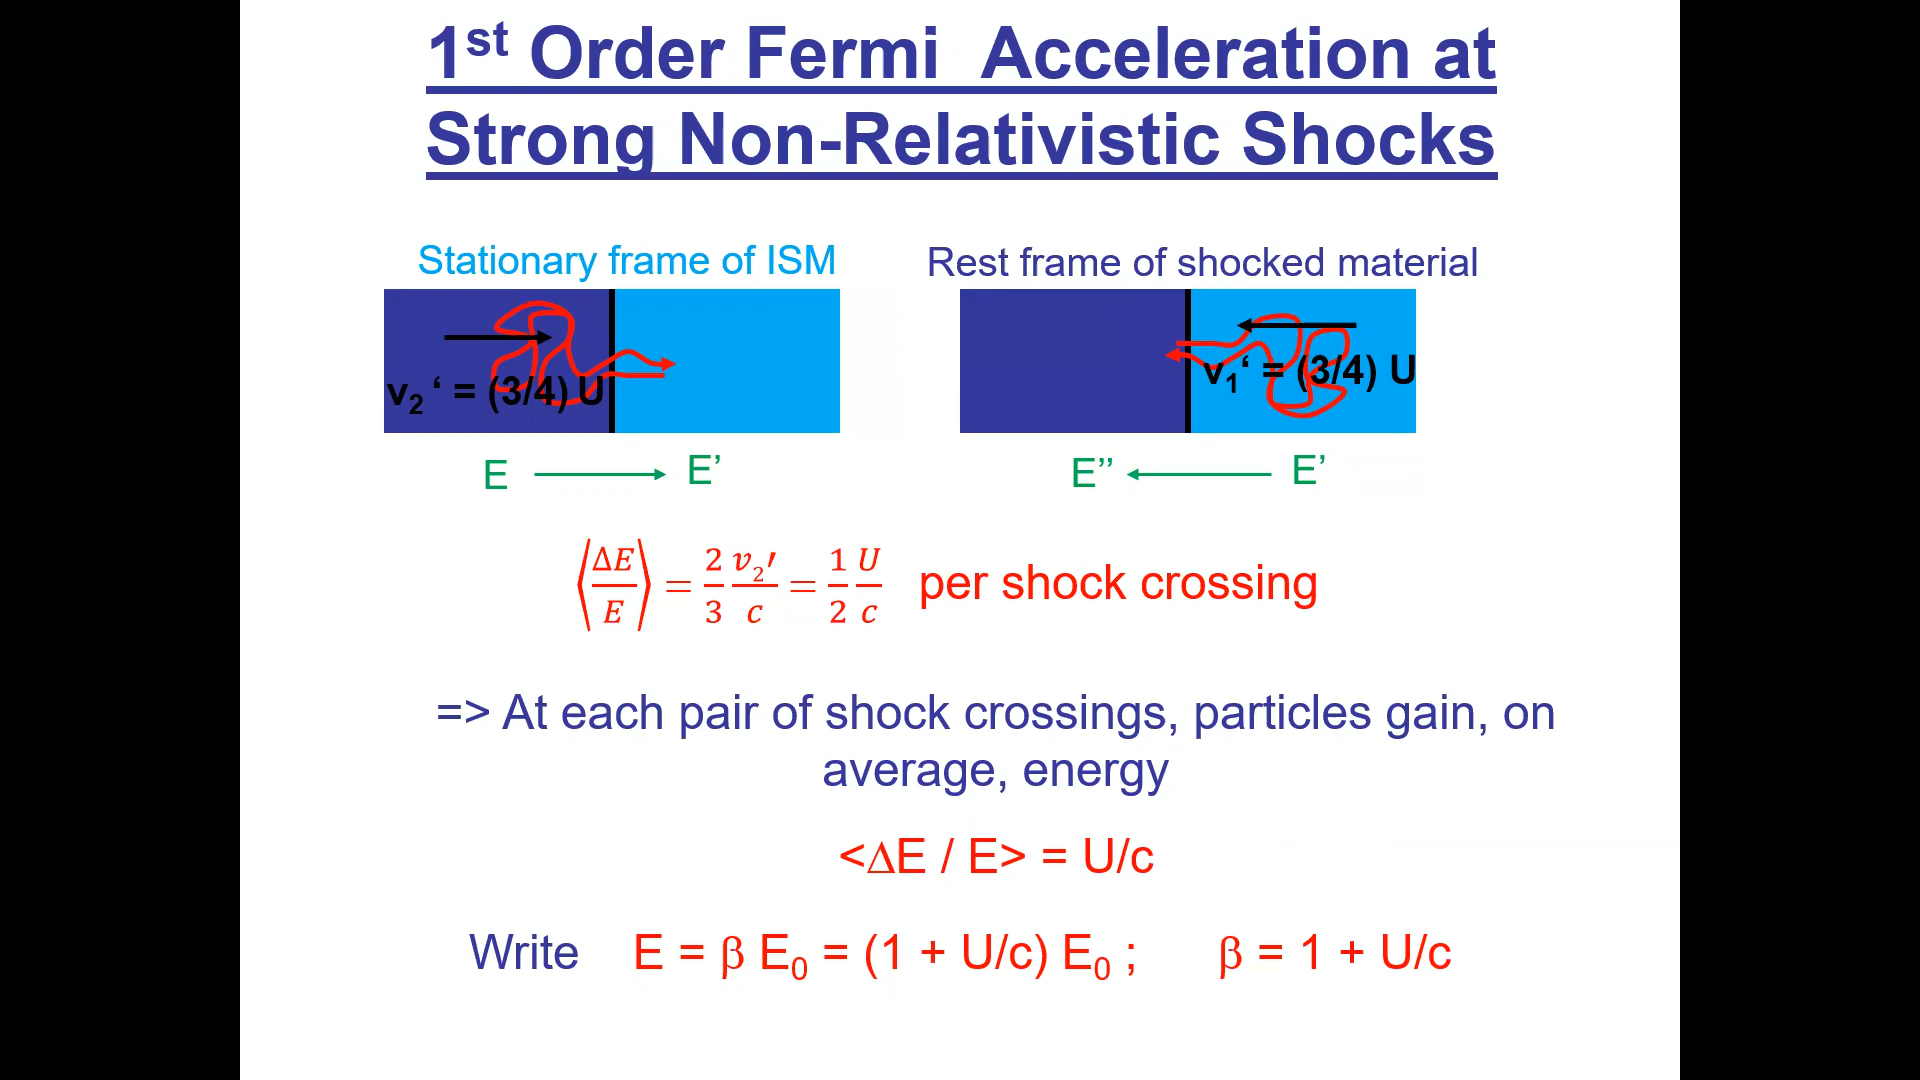 1st Order Fermi Acceleration at
Strong Non-Relativistic Shocks
Stationary frame of ISM
Rest frame of shocked material
v2 ‘ = (3/4) U
v1‘ = (3/4) U
E
E’
E’’
E’
⟨ΔE/E⟩ = 2/3 v2′/c = 1/2 U/c per shock crossing
=> At each pair of shock crossings, particles gain, on
average, energy
<ΔE / E> = U/c
Write E = β E0 = (1 + U/c) E0 ; β = 1 + U/c